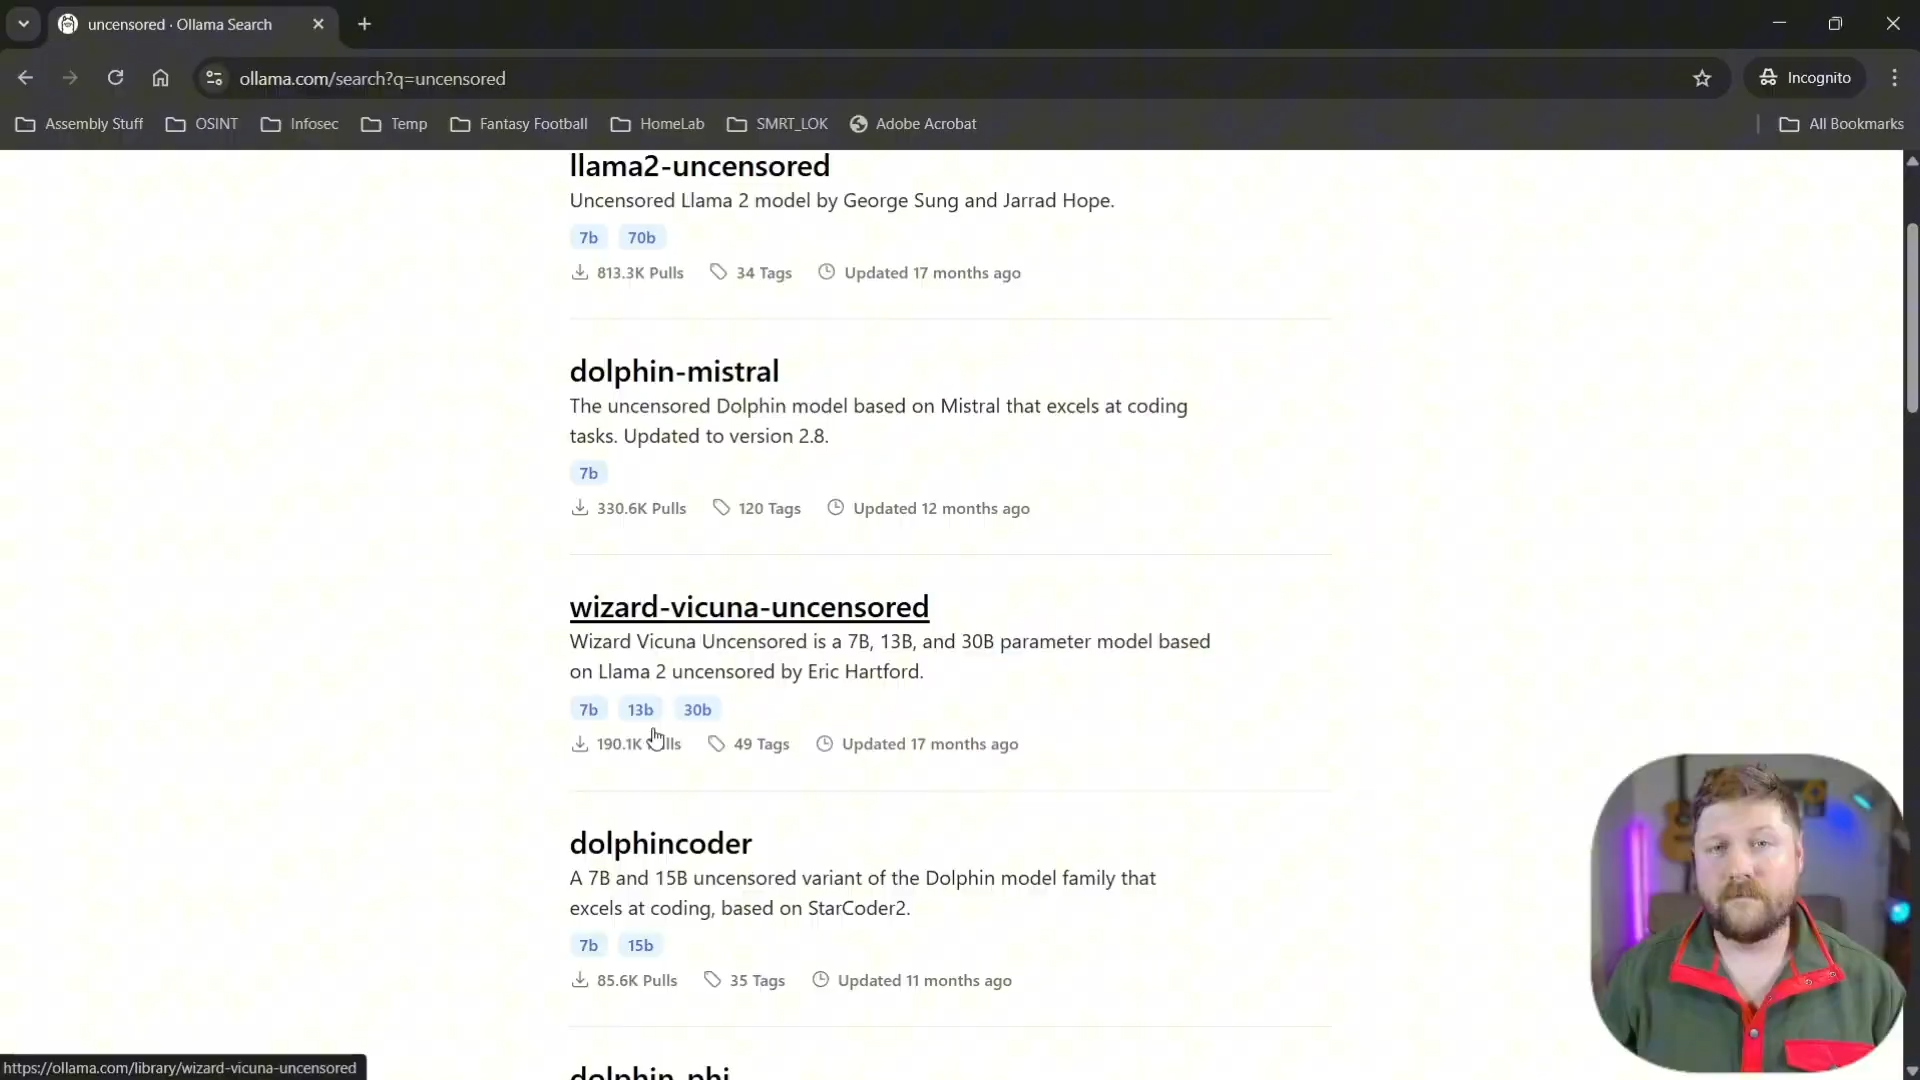 uncensored · Ollama Search
ollama.com/search?q=uncensored
Incognito
Assembly Stuff
OSINT
Infosec
Temp
Fantasy Football
HomeLab
SMRT_LOK
Adobe Acrobat
All Bookmarks
llama2-uncensored
Uncensored Llama 2 model by George Sung and Jarrad Hope.
7b 70b
813.3K Pulls 34 Tags Updated 17 months ago
dolphin-mistral
The uncensored Dolphin model based on Mistral that excels at coding
tasks. Updated to version 2.8.
7b
330.6K Pulls 120 Tags Updated 12 months ago
wizard-vicuna-uncensored
Wizard Vicuna Uncensored is a 7B, 13B, and 30B parameter model based
on Llama 2 uncensored by Eric Hartford.
7b 13b 30b
190.1K Pulls 49 Tags Updated 17 months ago
dolphincoder
A 7B and 15B uncensored variant of the Dolphin model family that
excels at coding, based on StarCoder2.
7b 15b
85.6K Pulls 35 Tags Updated 11 months ago
dolphin-phi
https://ollama.com/library/wizard-vicuna-uncensored